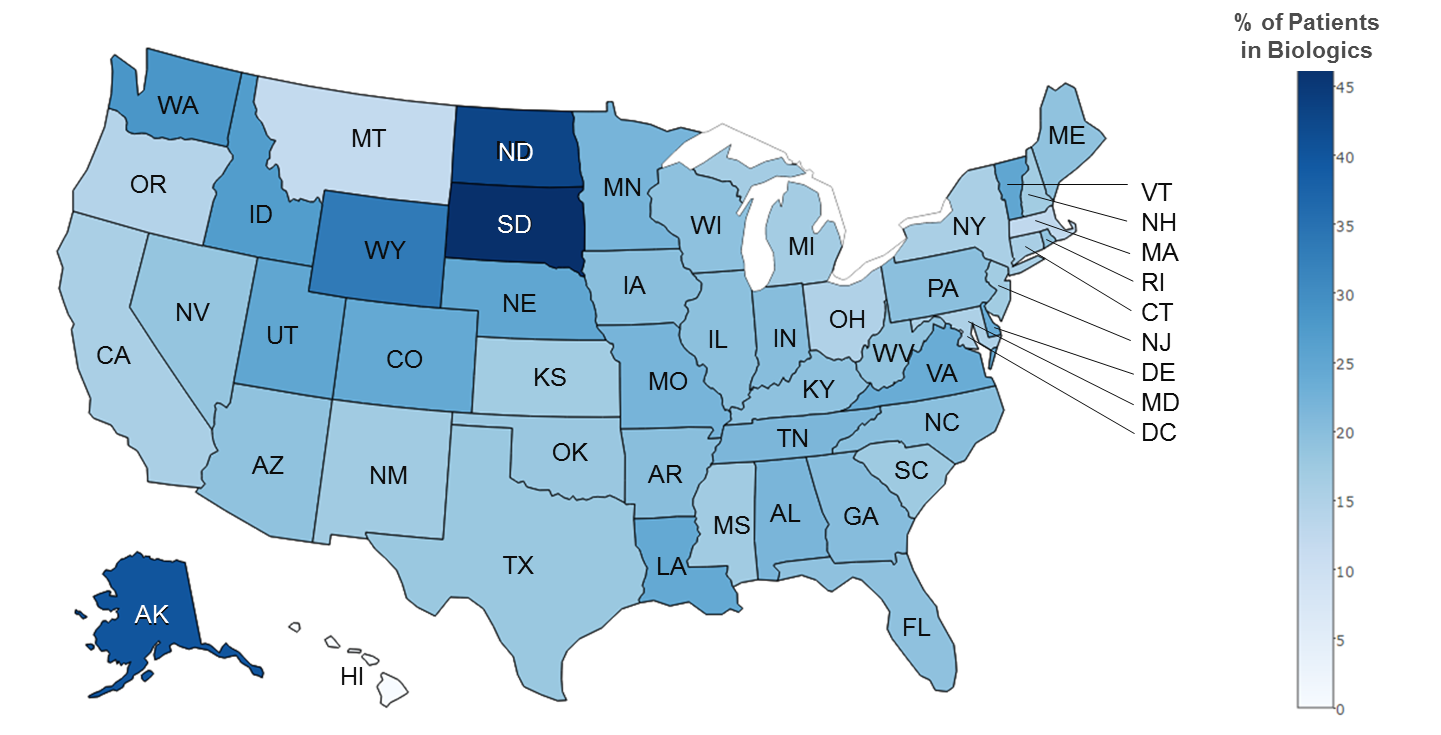 % of Patients
in Biologics
45
40
35
30
25
20
15
10
5
0
WA
MT
ND
ME
OR
MN
VT
ID
SD
WI
NY
NH
WY
MI
MA
RI
NV
NE
IA
PA
CT
UT
IL
IN
OH
NJ
CA
CO
WV
DE
KS
MO
KY
VA
MD
DC
AZ
NM
OK
TN
NC
AR
SC
MS
AL
GA
TX
LA
AK
FL
HI